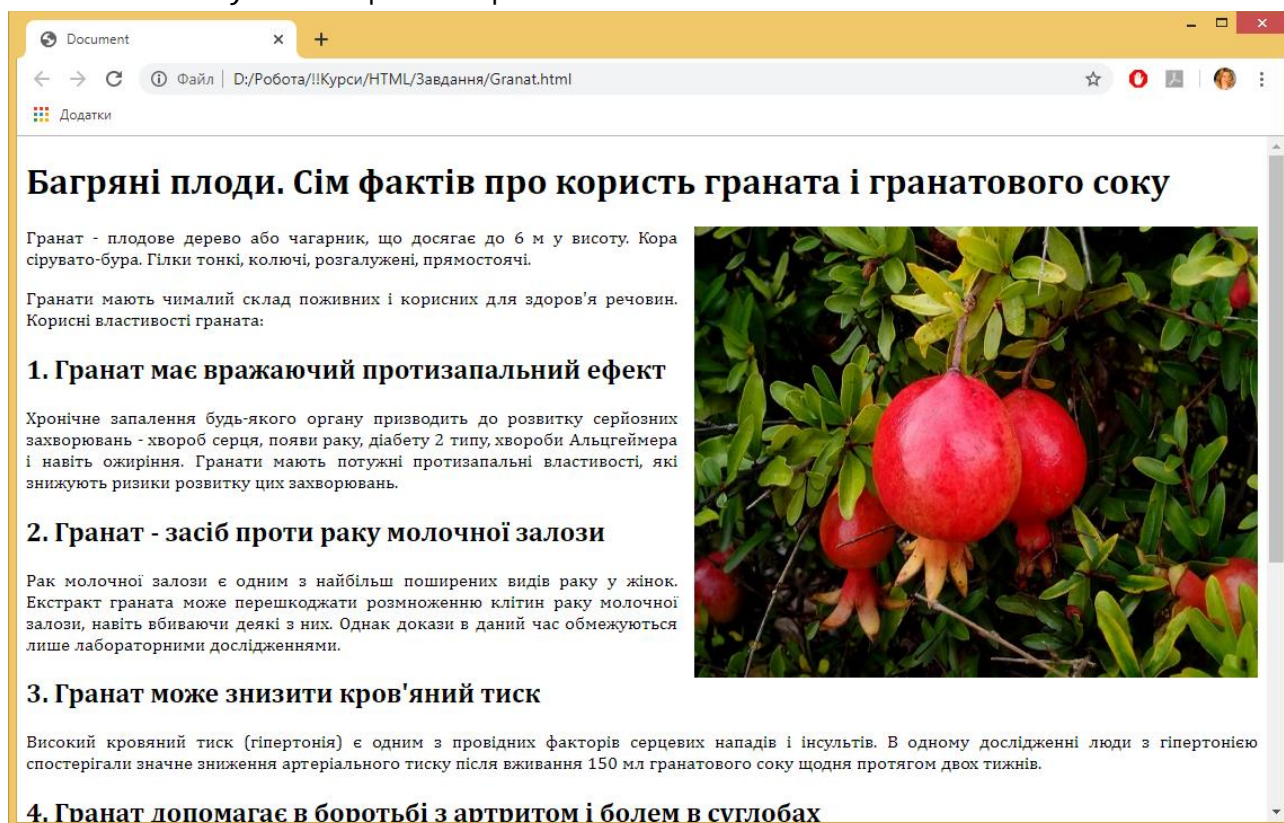 Document
Файл | D:/Робота/!!Курси/HTML/Завдання/Granat.html
Додатки
Багряні плоди. Сім фактів про користь граната і гранатового соку
Гранат - плодове дерево або чагарник, що досягає до 6 м у висоту. Кора
сірувато-бура. Гілки тонкі, колючі, розгалужені, прямостоячі.
Гранати мають чималий склад поживних і корисних для здоров'я речовин.
Корисні властивості граната:
1. Гранат має вражаючий протизапальний ефект
Хронічне запалення будь-якого органу призводить до розвитку серйозних
захворювань - хвороб серця, появи раку, діабету 2 типу, хвороби Альцгеймера
і навіть ожиріння. Гранати мають потужні протизапальні властивості, які
знижують ризики розвитку цих захворювань.
2. Гранат - засіб проти раку молочної залози
Рак молочної залози є одним з найбільш поширених видів раку у жінок.
Екстракт граната може перешкоджати розмноженню клітин раку молочної
залози, навіть вбиваючи деякі з них. Однак докази в даний час обмежуються
лише лабораторними дослідженнями.
3. Гранат може знизити кров'яний тиск
Високий кровяний тиск (гіпертонія) є одним з провідних факторів серцевих нападів і інсультів. В одному дослідженні люди з гіпертонією
спостерігали значне зниження артеріального тиску після вживання 150 мл гранатового соку щодня протягом двох тижнів.
4. Гранат допомагає в боротьбі з артритом і болем в суглобах